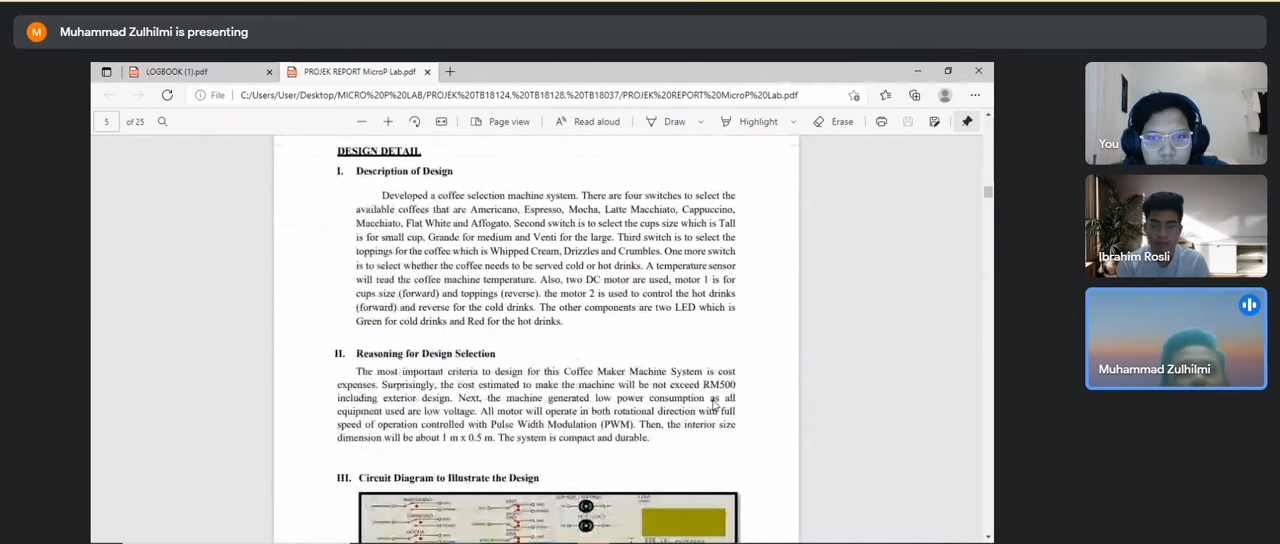 M Muhammad Zulhilmi is presenting
LOGBOOK (1).pdf
PROJEK REPORT MicroP Lab.pdf
File C:/Users/User/Desktop/MICRO%20P%20LAB/PROJEK%20TB18124.%20TB18128.%20TB18037/PROJEK%20REPORT%20MicroP%20Lab.pdf
5 of 25 Page view Read aloud Draw Highlight Erase
DESIGN DETAIL
I. Description of Design
Developed a coffee selection machine system. There are four switches to select the
available coffees that are Americano, Espresso, Mocha, Latte Macchiato, Cappuccino,
Macchiato, Flat White and Affogato. Second switch is to select the cups size which is Tall
is for small cup, Grande for medium and Venti for the large. Third switch is to select the
toppings for the coffee which is Whipped Cream, Drizzles and Crumbles. One more switch
is to select whether the coffee needs to be served cold or hot drinks. A temperature sensor
will read the coffee machine temperature. Also, two DC motor are used, motor 1 is for
cups size (forward) and toppings (reverse). the motor 2 is used to control the hot drinks
(forward) and reverse for the cold drinks. The other components are two LED which is
Green for cold drinks and Red for the hot drinks.
II. Reasoning for Design Selection
The most important criteria to design for this Coffee Maker Machine System is cost
expenses. Surprisingly, the cost estimated to make the machine will be not exceed RM500
including exterior design. Next, the machine generated low power consumption as all
equipment used are low voltage. All motor will operate in both rotational direction with full
speed of operation controlled with Pulse Width Modulation (PWM). Then, the interior size
dimension will be about 1 m x 0.5 m. The system is compact and durable.
III. Circuit Diagram to Illustrate the Design
You
Ibrahim Rosli
Muhammad Zulhilmi